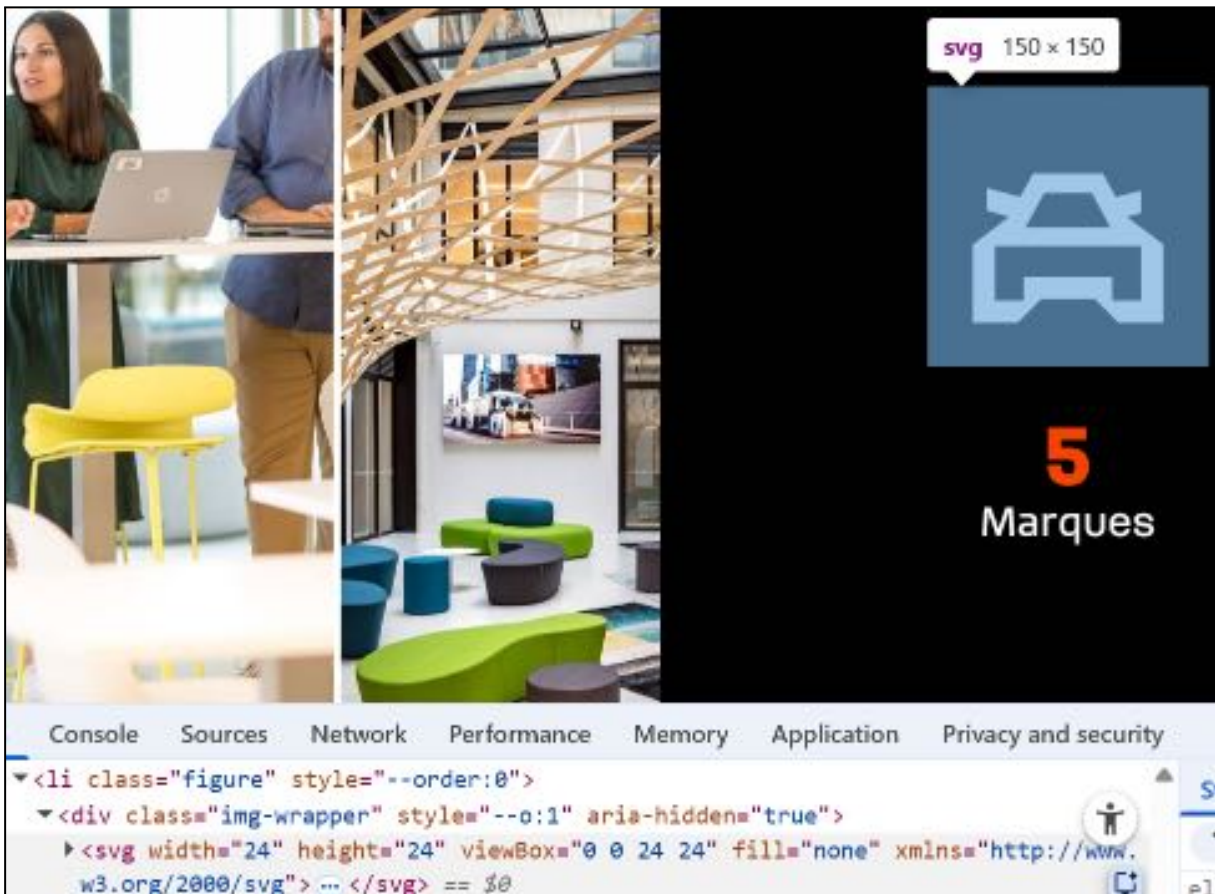 svg 150 × 150
5
Marques
Console Sources Network Performance Memory Application Privacy and security
▼<li class="figure" style="--order:0">
▼<div class="img-wrapper" style="--o:1" aria-hidden="true">
▶<svg width="24" height="24" viewBox="0 0 24 24" fill="none" xmlns="http://www.
w3.org/2000/svg"> … </svg> == $0